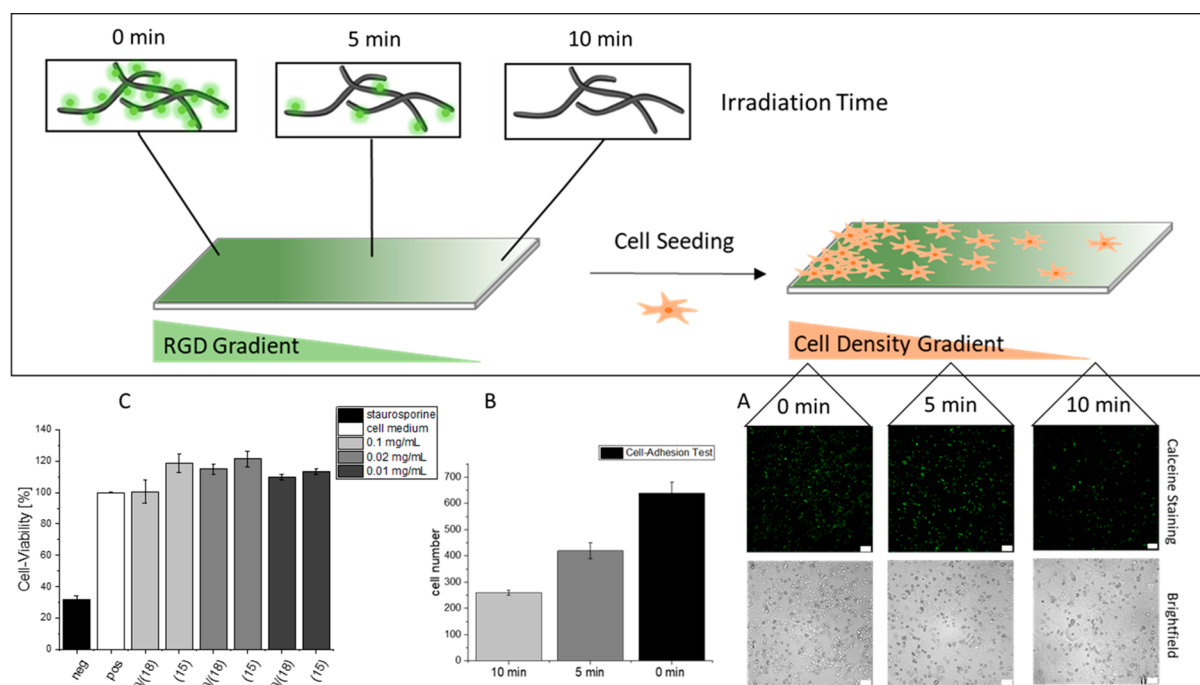 0 min
5 min
10 min
Irradiation Time
Cell Seeding
RGD Gradient
Cell Density Gradient
C
staurosporine
cell medium
0.1 mg/mL
0.02 mg/mL
0.01 mg/mL
140
120
100
80
60
40
20
0
Cell-Viability [%]
neg
pos
(18)
(15)
(18)
(15)
(18)
(15)
B
Cell-Adhesion Test
700
600
500
400
300
200
100
0
cell number
10 min
5 min
0 min
A
0 min
5 min
10 min
Calceine Staining
Brightfield